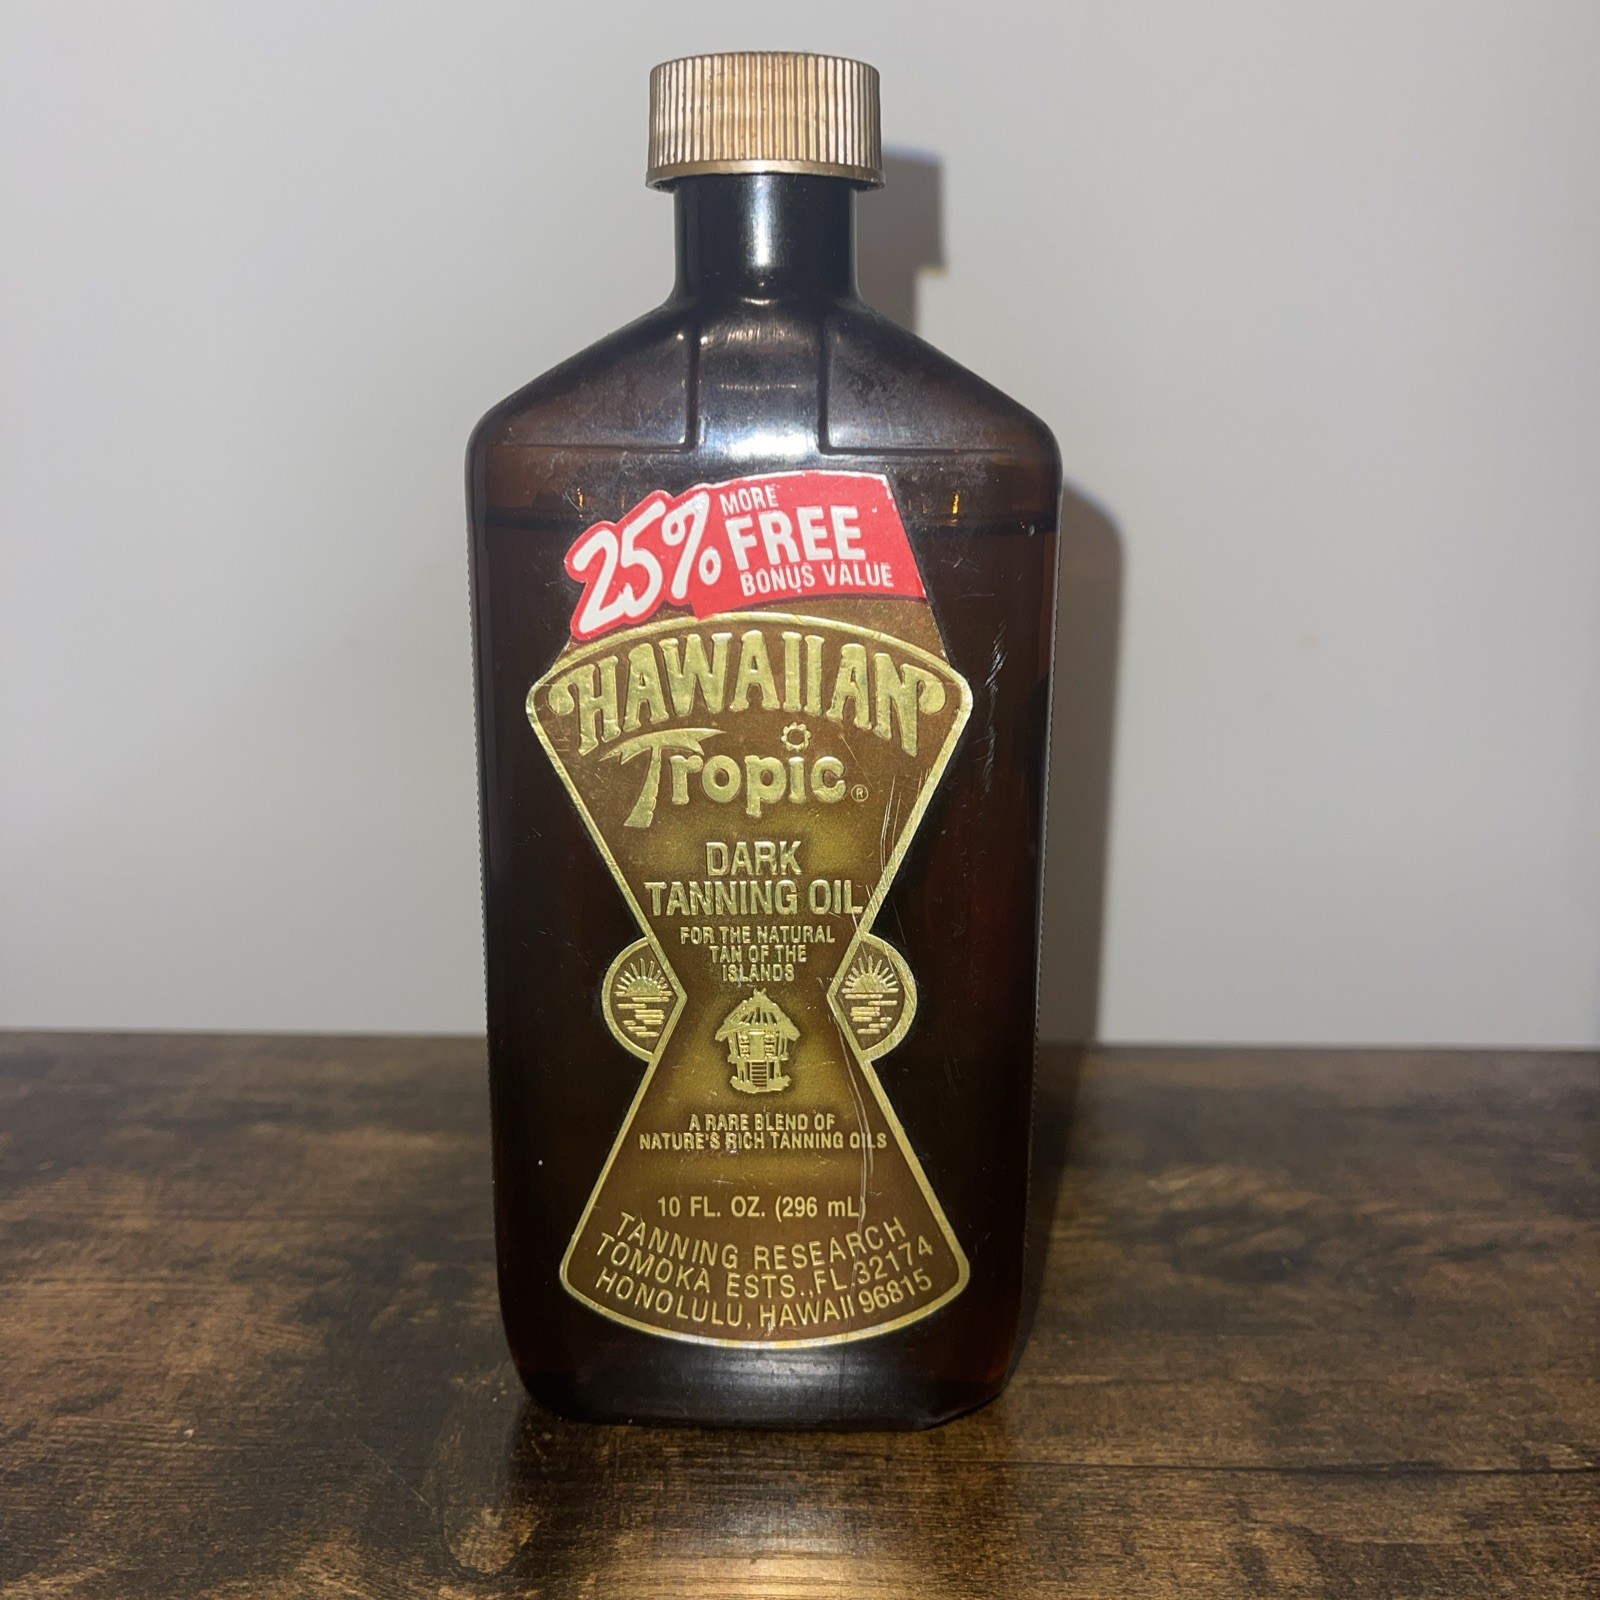 25% MORE
FREE
BONUS VALUE
HAWAIIAN
Tropic®
DARK
TANNING OIL
FOR THE NATURAL
TAN OF THE
ISLANDS
A RARE BLEND OF
NATURE'S RICH TANNING OILS
10 FL. OZ. (296 mL)
TANNING RESEARCH
TOMOKA ESTS., FL 32174
HONOLULU, HAWAII 96815